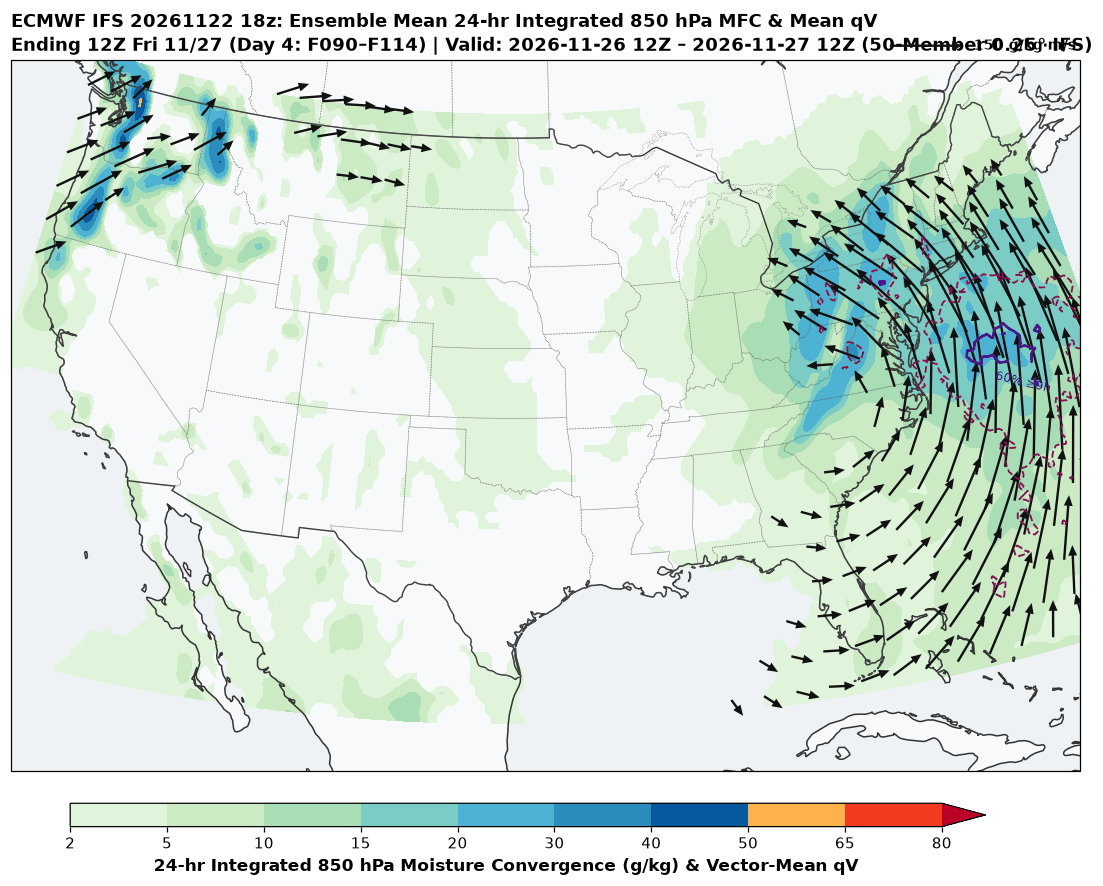 ECMWF IFS 20261122 18z: Ensemble Mean 24-hr Integrated 850 hPa MFC & Mean qV
Ending 12Z Fri 11/27 (Day 4: F090–F114) | Valid: 2026-11-26 12Z – 2026-11-27 12Z (50-Member 0.25° IFS)
60%
2 5 10 15 20 30 40 50 65 80
24-hr Integrated 850 hPa Moisture Convergence (g/kg) & Vector-Mean qV